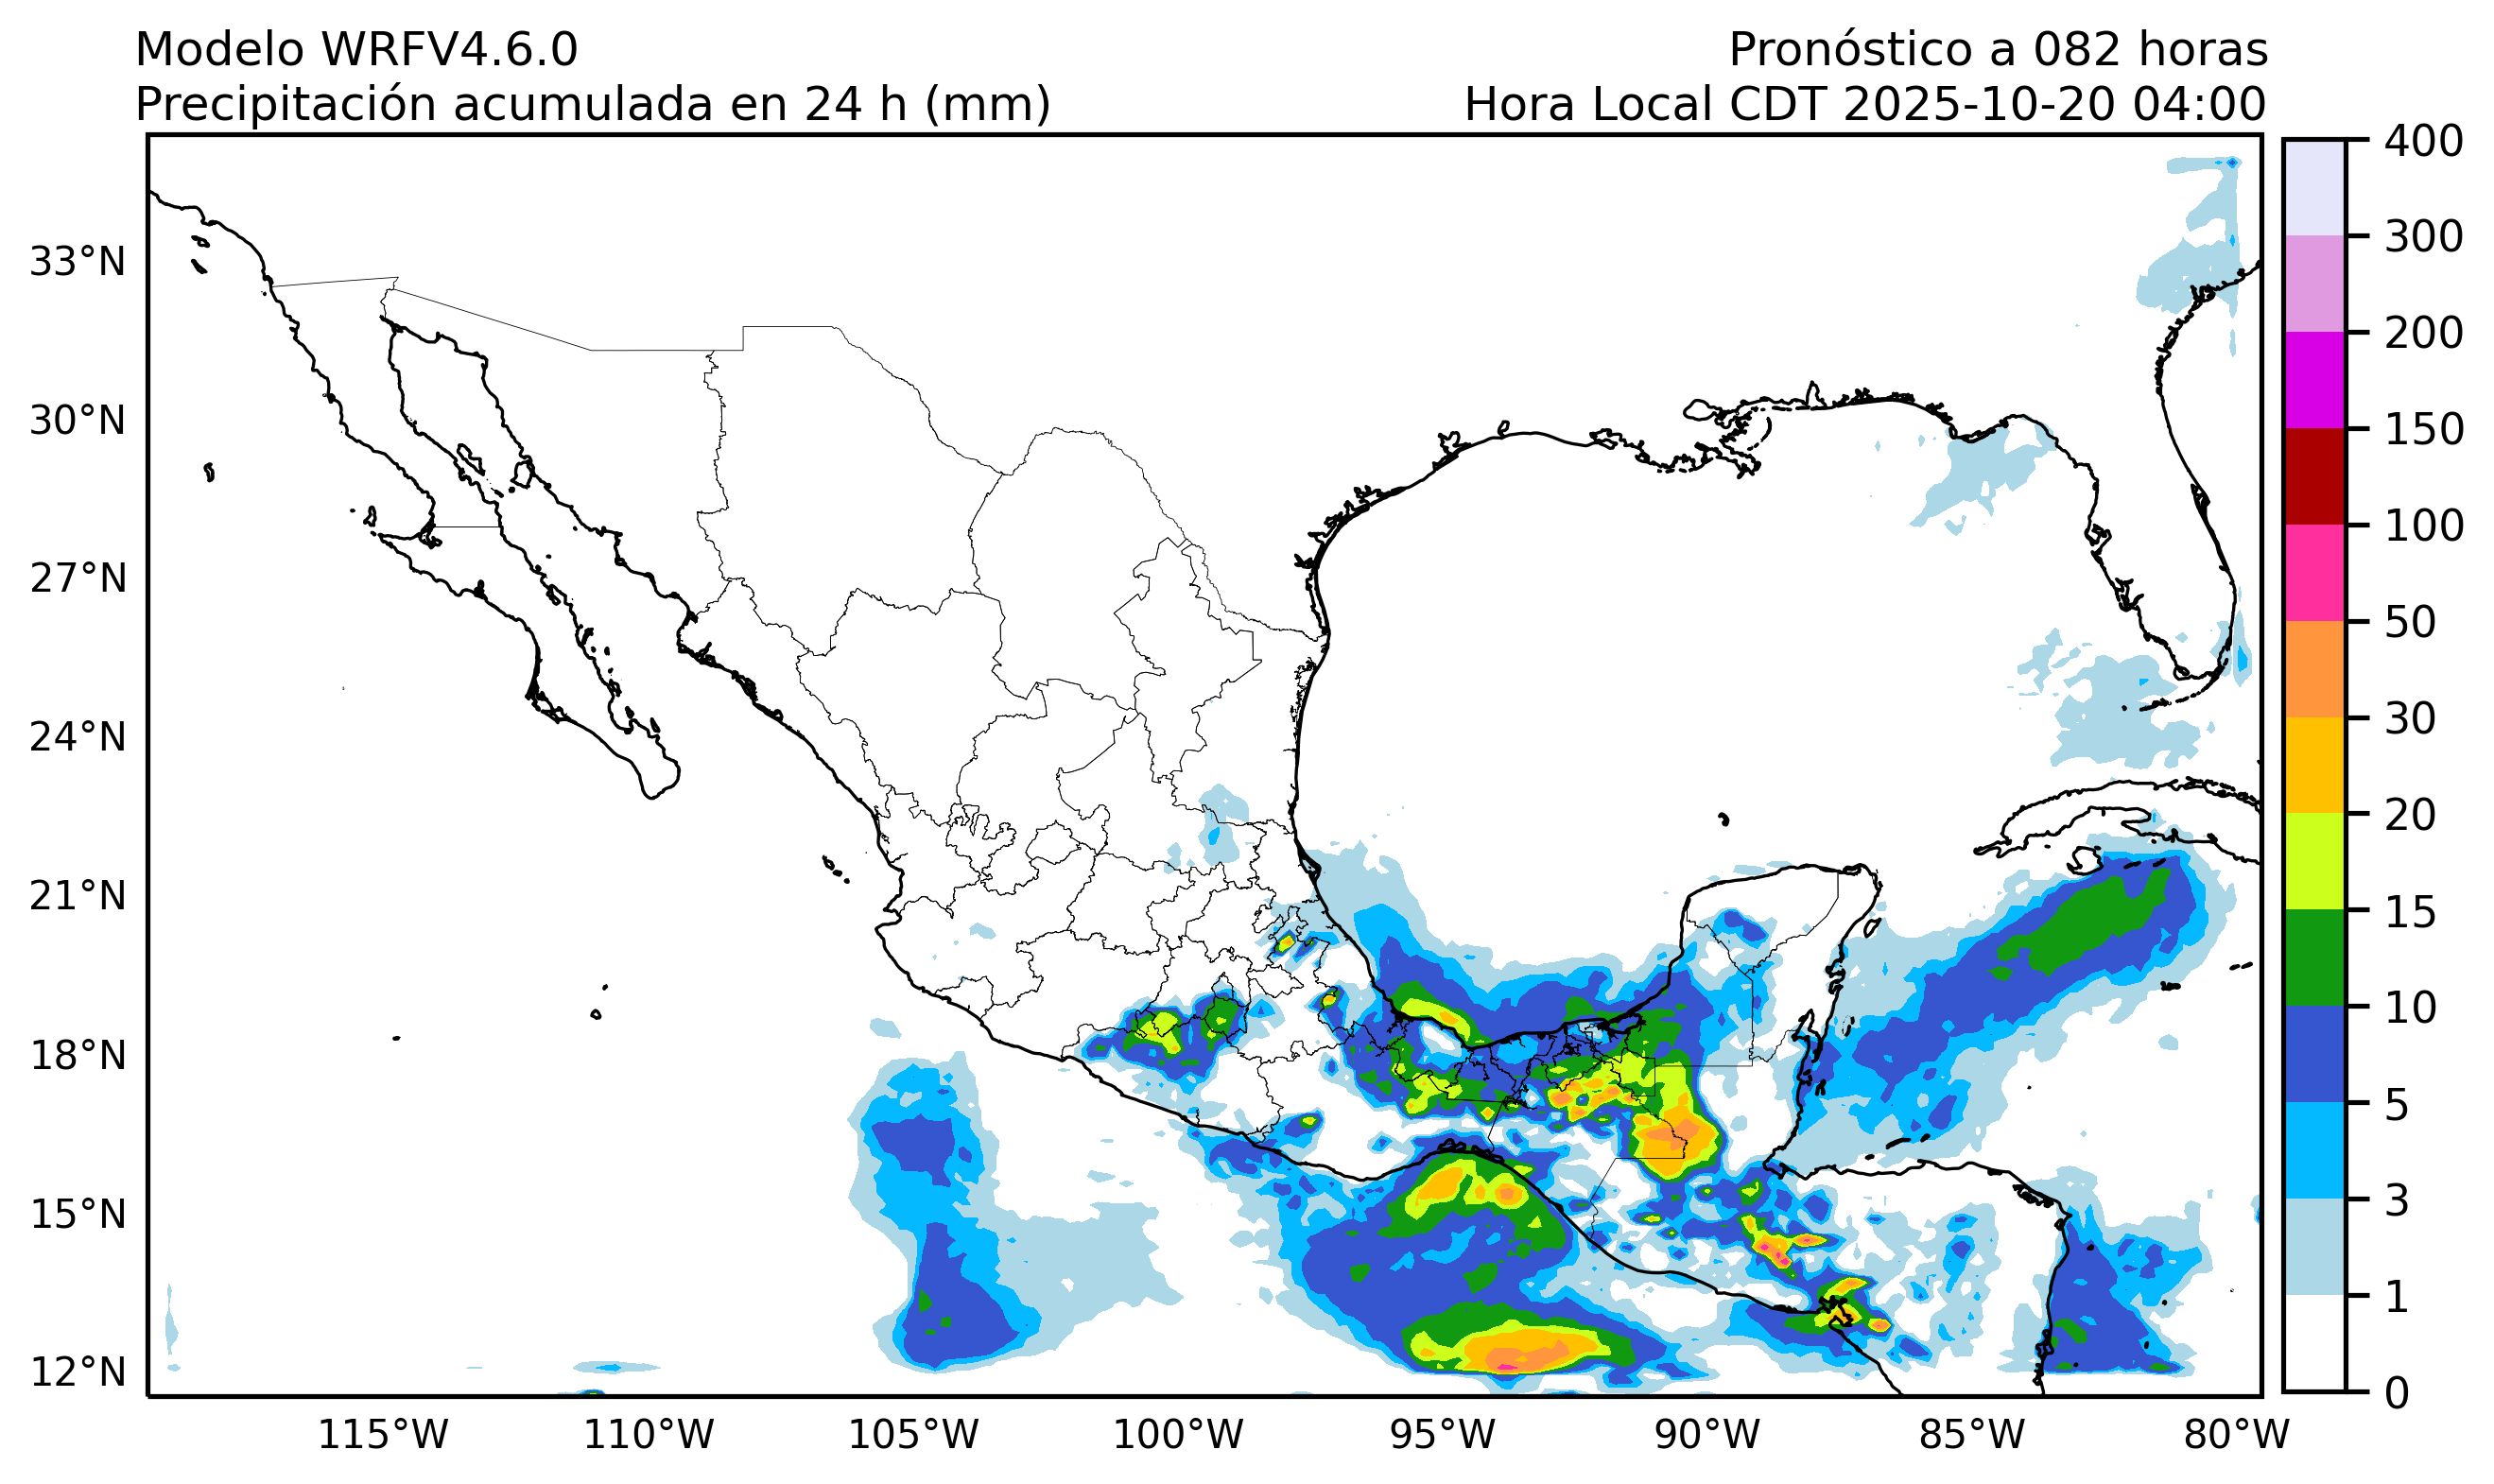 Modelo WRFV4.6.0
Pronóstico a 082 horas
Precipitación acumulada en 24 h (mm)
Hora Local CDT 2025-10-20 04:00
33°N
30°N
27°N
24°N
21°N
18°N
15°N
12°N
115°W
110°W
105°W
100°W
95°W
90°W
85°W
80°W
400
300
200
150
100
50
30
20
15
10
5
3
1
0